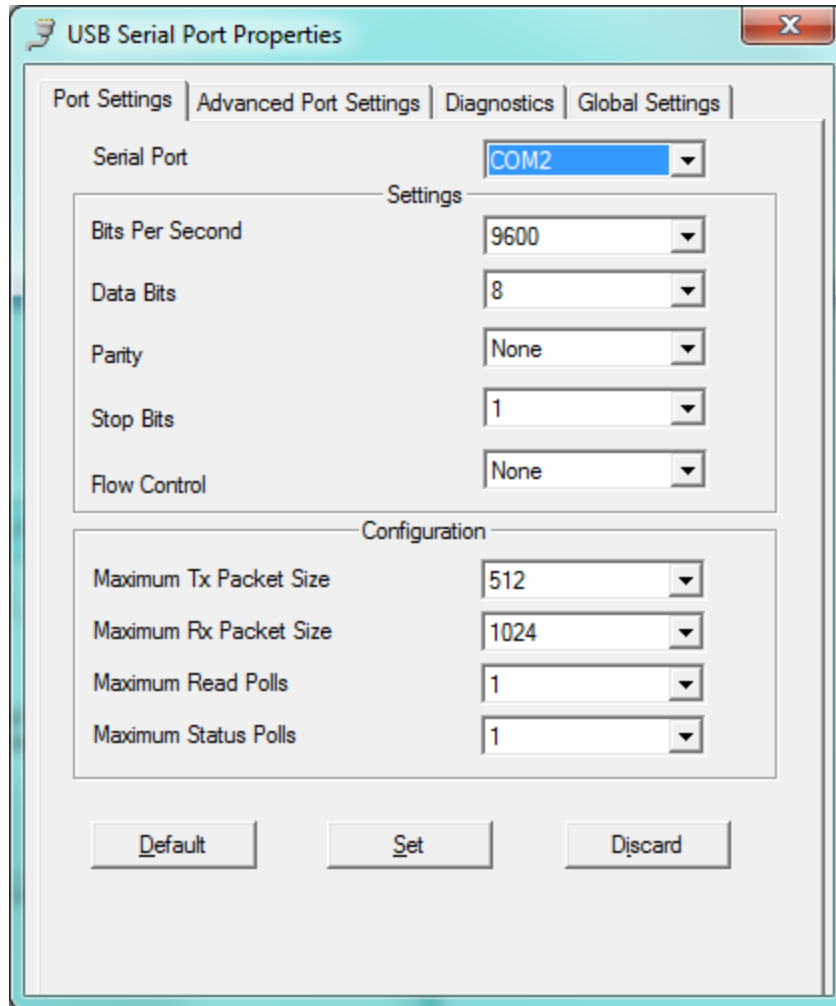 USB Serial Port Properties
Port Settings Advanced Port Settings Diagnostics Global Settings
Serial Port COM2
Settings
Bits Per Second 9600
Data Bits 8
Parity None
Stop Bits 1
Flow Control None
Configuration
Maximum Tx Packet Size 512
Maximum Rx Packet Size 1024
Maximum Read Polls 1
Maximum Status Polls 1
Default Set Discard